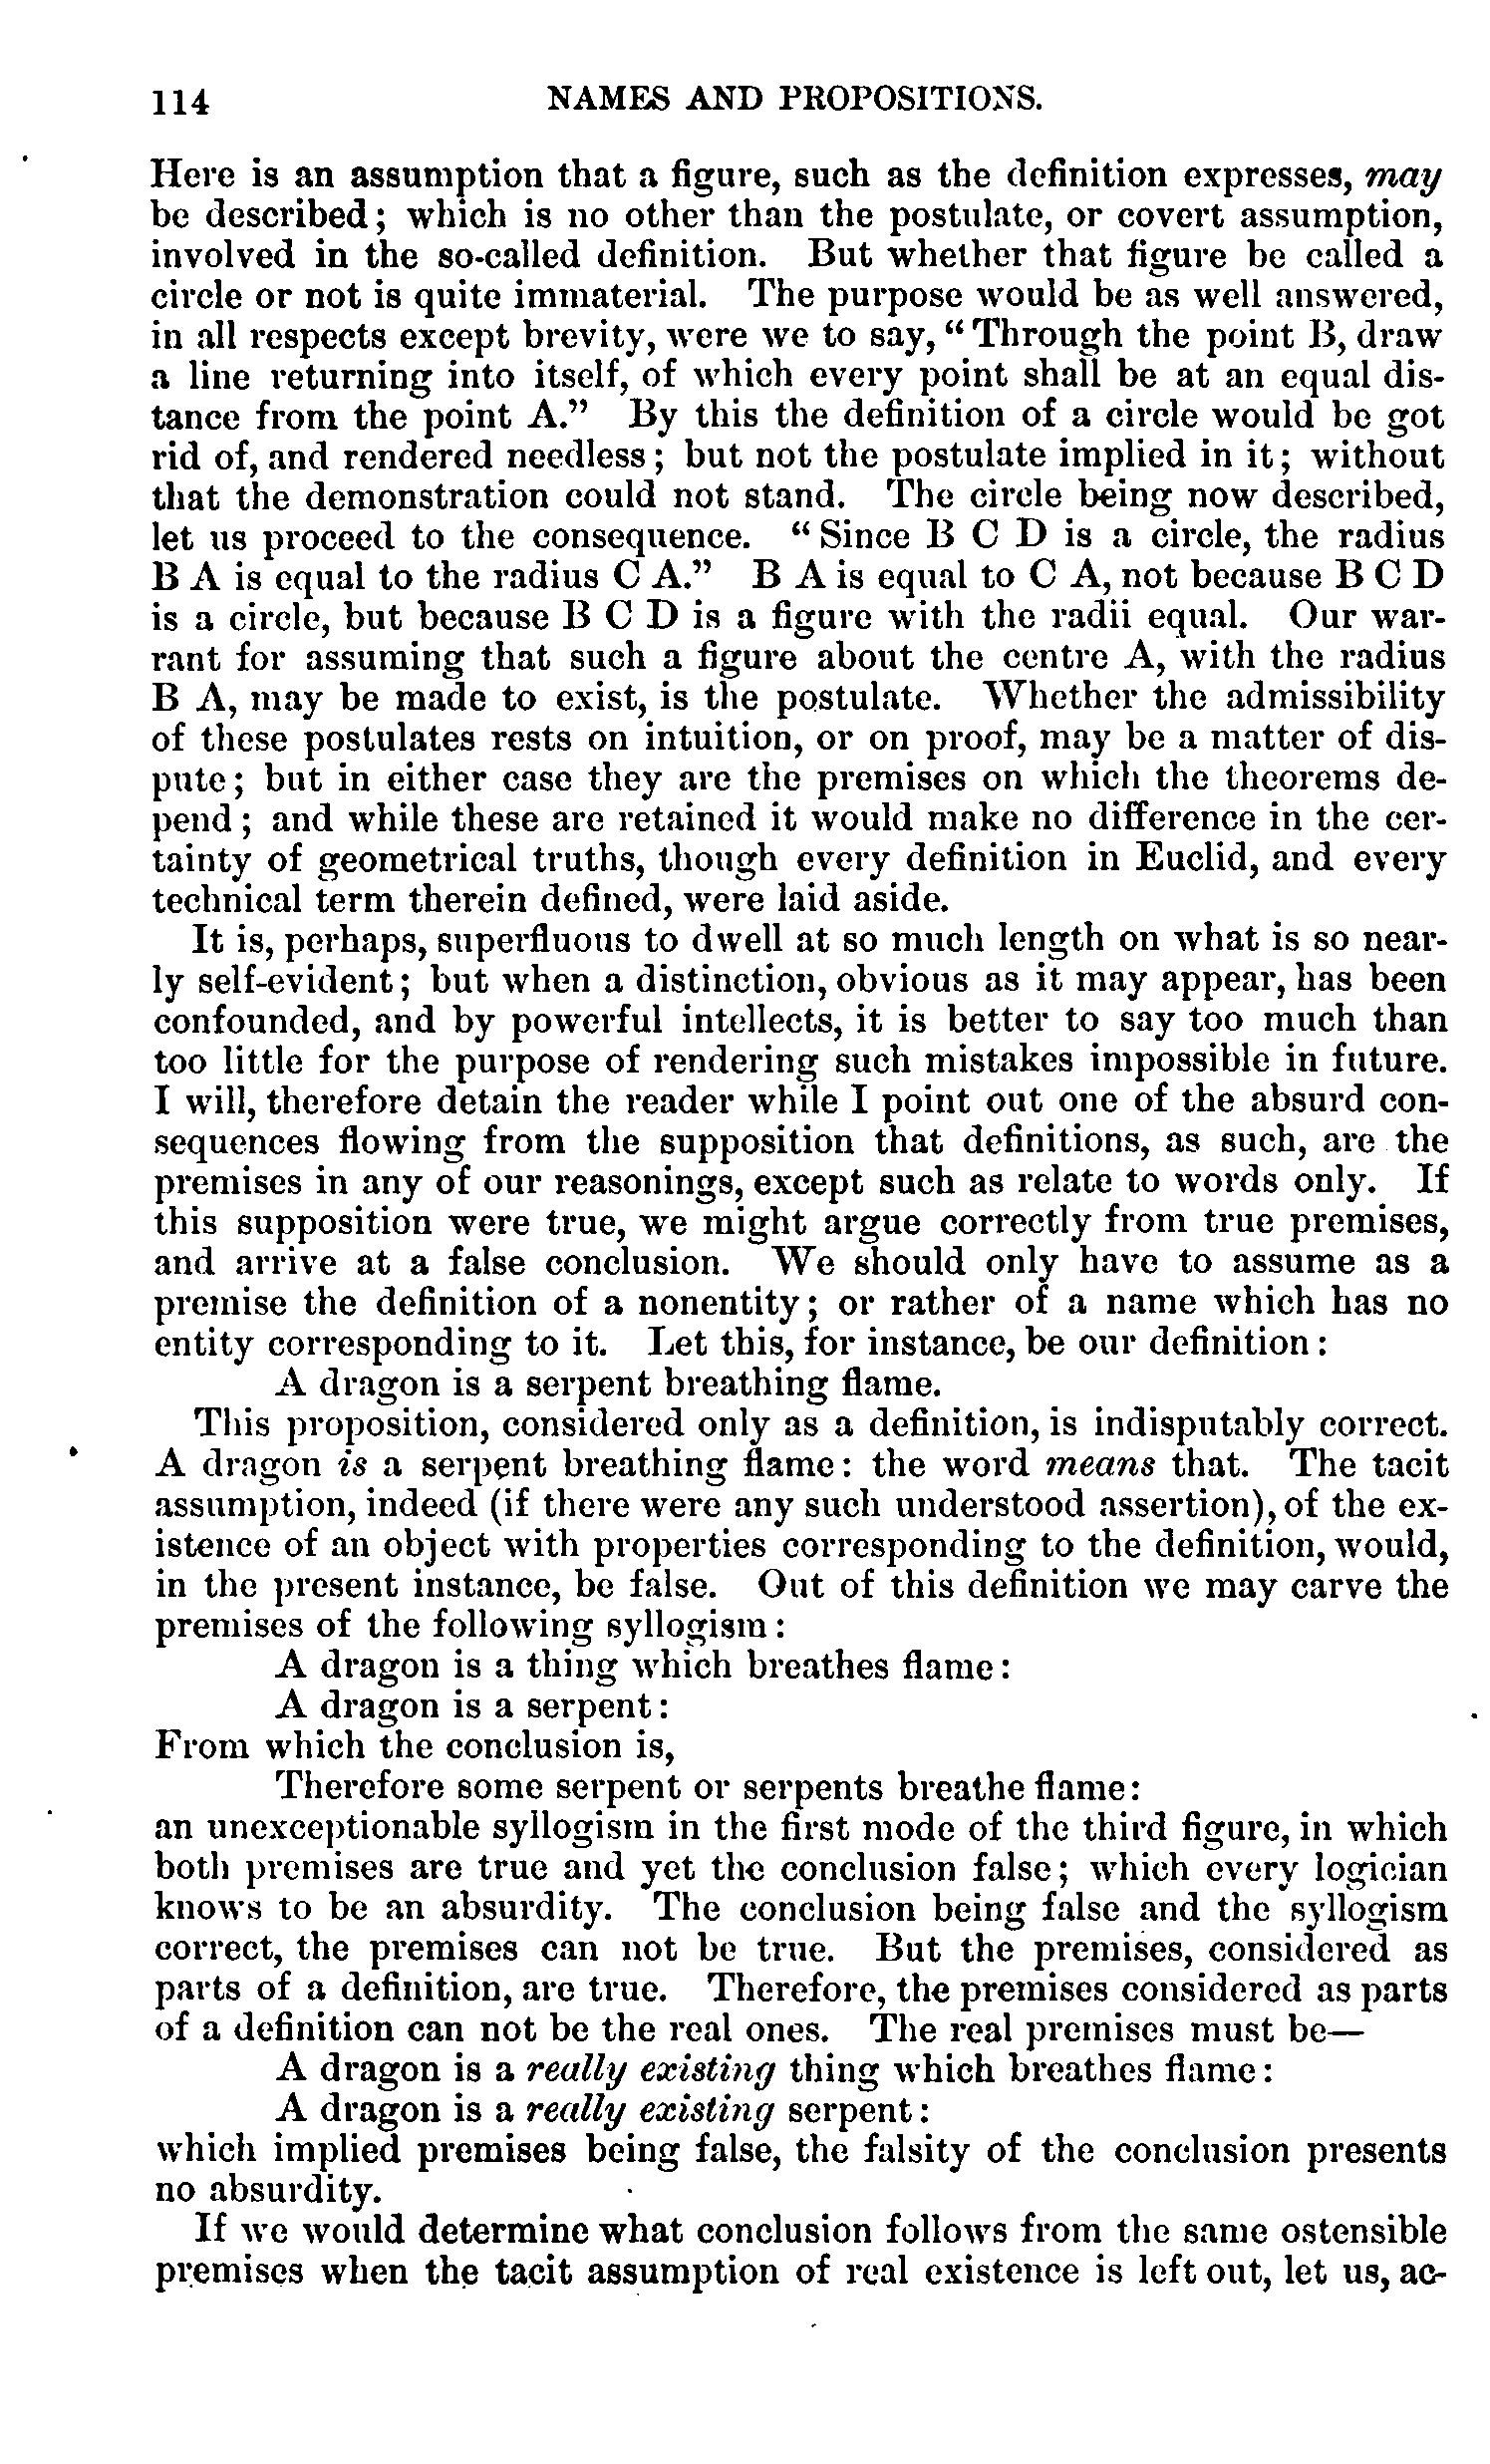 114 NAMES AND PROPOSITIONS.
Here is an assumption that a figure, such as the definition expresses, may
be described; which is no other than the postulate, or covert assumption,
involved in the so-called definition. But whether that figure be called a
circle or not is quite immaterial. The purpose would be as well answered,
in all respects except brevity, were we to say, "Through the point B, draw
a line returning into itself, of which every point shall be at an equal dis-
tance from the point A." By this the definition of a circle would be got
rid of, and rendered needless; but not the postulate implied in it; without
that the demonstration could not stand. The circle being now described,
let us proceed to the consequence. "Since B C D is a circle, the radius
B A is equal to the radius C A." B A is equal to C A, not because B C D
is a circle, but because B C D is a figure with the radii equal. Our war-
rant for assuming that such a figure about the centre A, with the radius
B A, may be made to exist, is the postulate. Whether the admissibility
of these postulates rests on intuition, or on proof, may be a matter of dis-
pute; but in either case they are the premises on which the theorems de-
pend; and while these are retained it would make no difference in the cer-
tainty of geometrical truths, though every definition in Euclid, and every
technical term therein defined, were laid aside.
It is, perhaps, superfluous to dwell at so much length on what is so near-
ly self-evident; but when a distinction, obvious as it may appear, has been
confounded, and by powerful intellects, it is better to say too much than
too little for the purpose of rendering such mistakes impossible in future.
I will, therefore detain the reader while I point out one of the absurd con-
sequences flowing from the supposition that definitions, as such, are the
premises in any of our reasonings, except such as relate to words only. If
this supposition were true, we might argue correctly from true premises,
and arrive at a false conclusion. We should only have to assume as a
premise the definition of a nonentity; or rather of a name which has no
entity corresponding to it. Let this, for instance, be our definition:
A dragon is a serpent breathing flame.
This proposition, considered only as a definition, is indisputably correct.
A dragon is a serpent breathing flame: the word means that. The tacit
assumption, indeed (if there were any such understood assertion), of the ex-
istence of an object with properties corresponding to the definition, would,
in the present instance, be false. Out of this definition we may carve the
premises of the following syllogism:
A dragon is a thing which breathes flame:
A dragon is a serpent:
From which the conclusion is,
Therefore some serpent or serpents breathe flame:
an unexceptionable syllogism in the first mode of the third figure, in which
both premises are true and yet the conclusion false; which every logician
knows to be an absurdity. The conclusion being false and the syllogism
correct, the premises can not be true. But the premises, considered as
parts of a definition, are true. Therefore, the premises considered as parts
of a definition can not be the real ones. The real premises must be—
A dragon is a really existing thing which breathes flame:
A dragon is a really existing serpent:
which implied premises being false, the falsity of the conclusion presents
no absurdity.
If we would determine what conclusion follows from the same ostensible
premises when the tacit assumption of real existence is left out, let us, ac-